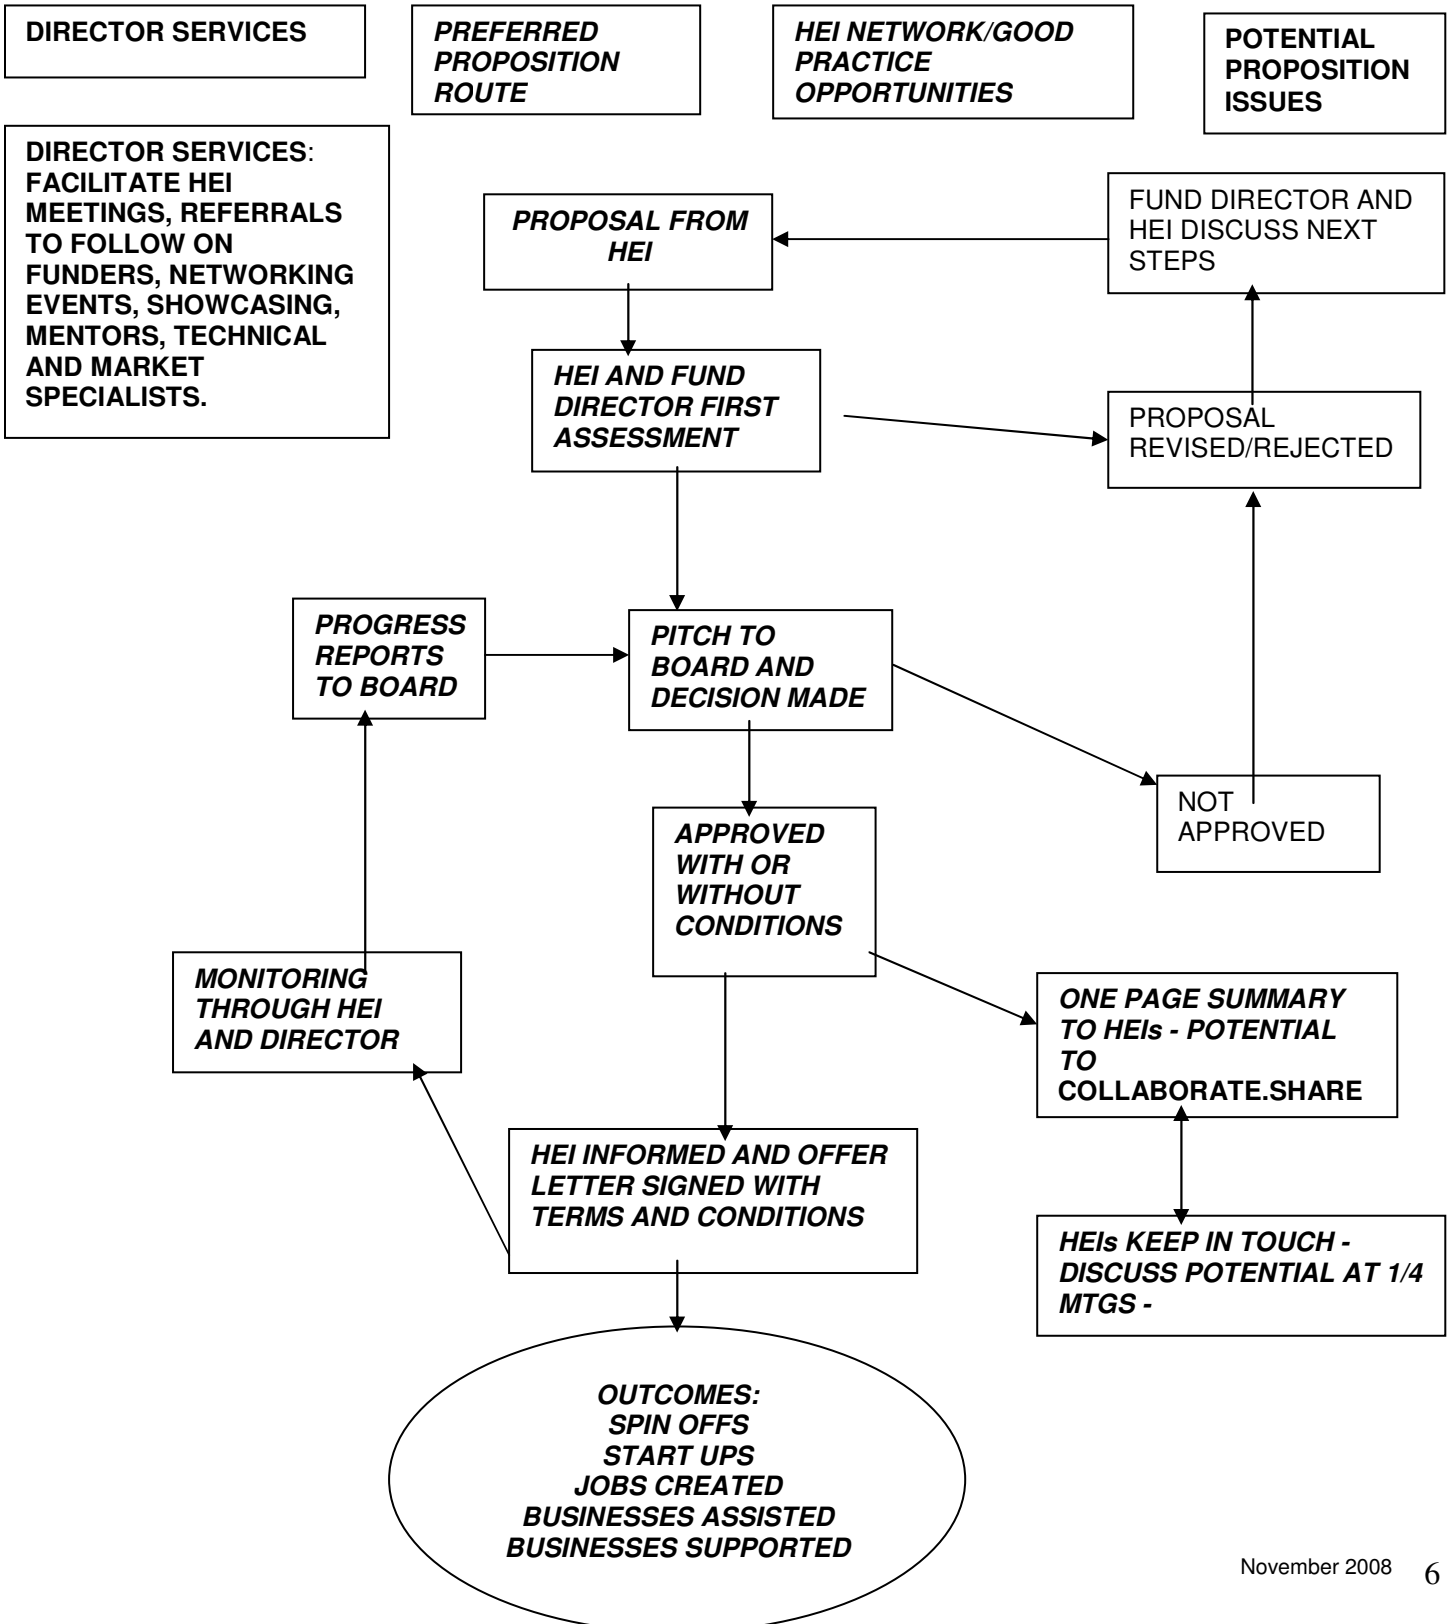 DIRECTOR SERVICES
PREFERRED
PROPOSITION
ROUTE
HEI NETWORK/GOOD
PRACTICE
OPPORTUNITIES
POTENTIAL
PROPOSITION
ISSUES
DIRECTOR SERVICES:
FACILITATE HEI
MEETINGS, REFERRALS
TO FOLLOW ON
FUNDERS, NETWORKING
EVENTS, SHOWCASING,
MENTORS, TECHNICAL
AND MARKET
SPECIALISTS.
PROPOSAL FROM
HEI
FUND DIRECTOR AND
HEI DISCUSS NEXT
STEPS
HEI AND FUND
DIRECTOR FIRST
ASSESSMENT
PROPOSAL
REVISED/REJECTED
PROGRESS
REPORTS
TO BOARD
PITCH TO
BOARD AND
DECISION MADE
NOT
APPROVED
APPROVED
WITH OR
WITHOUT
CONDITIONS
MONITORING
THROUGH HEI
AND DIRECTOR
ONE PAGE SUMMARY
TO HEIs - POTENTIAL
TO
COLLABORATE.SHARE
HEI INFORMED AND OFFER
LETTER SIGNED WITH
TERMS AND CONDITIONS
HEIs KEEP IN TOUCH -
DISCUSS POTENTIAL AT 1/4
MTGS -
OUTCOMES:
SPIN OFFS
START UPS
JOBS CREATED
BUSINESSES ASSISTED
BUSINESSES SUPPORTED
November 2008 6